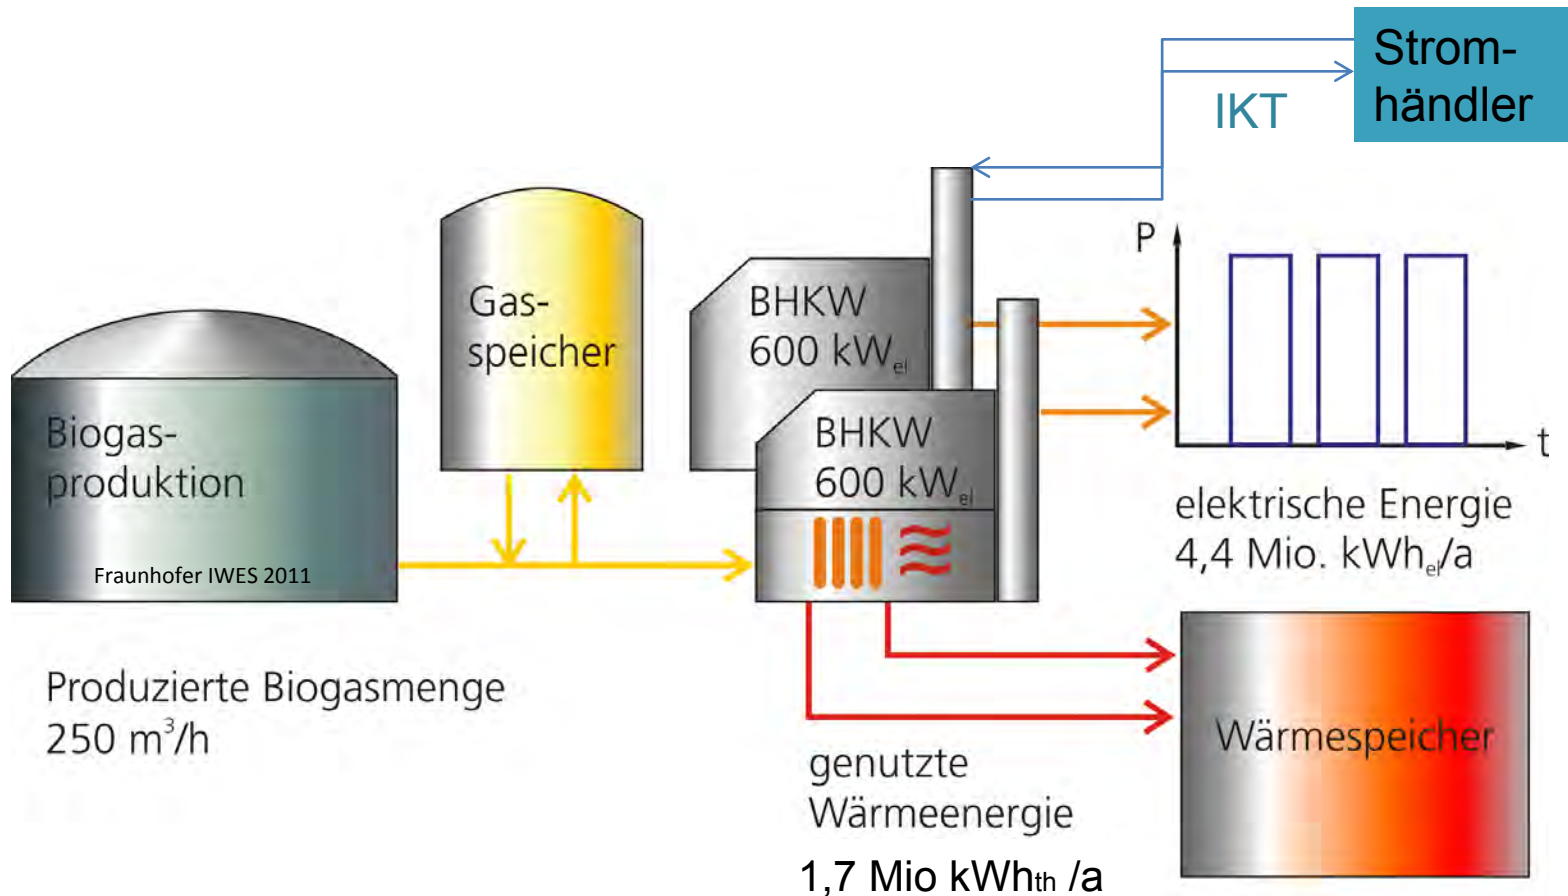 Strom-
händler
IKT
Gas-
speicher
BHKW
600 kWel
BHKW
600 kWel
P
t
Biogas-
produktion
Fraunhofer IWES 2011
elektrische Energie
4,4 Mio. kWhel/a
Produzierte Biogasmenge
250 m³/h
Wärmespeicher
genutzte
Wärmeenergie
1,7 Mio kWhth /a